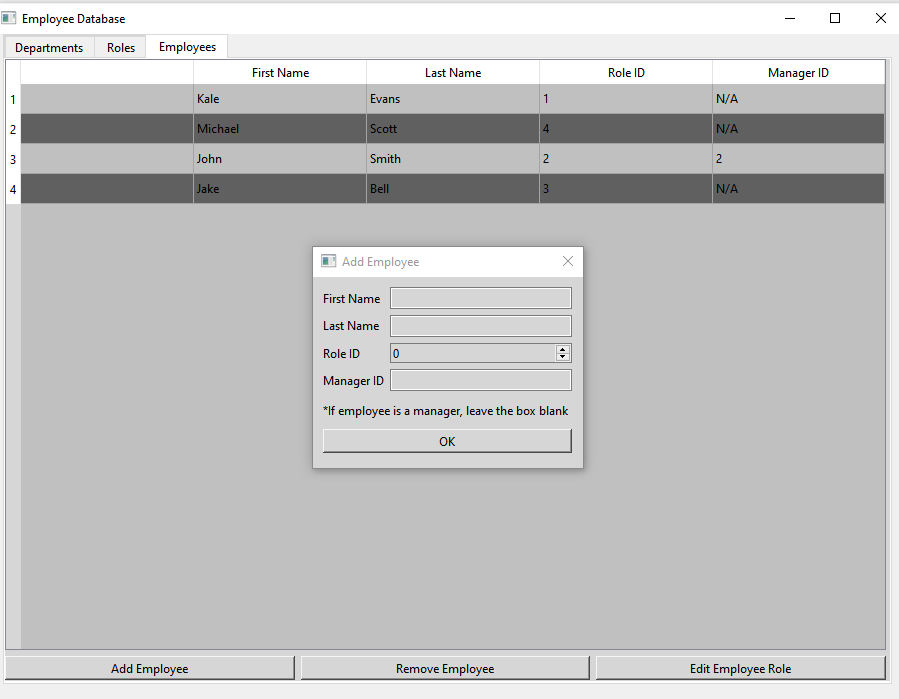 Employee Database
Departments Roles Employees
First Name Last Name Role ID Manager ID
1 Kale Evans 1 N/A
2 Michael Scott 4 N/A
3 John Smith 2 2
4 Jake Bell 3 N/A
Add Employee
First Name
Last Name
Role ID 0
Manager ID
*If employee is a manager, leave the box blank
OK
Add Employee Remove Employee Edit Employee Role